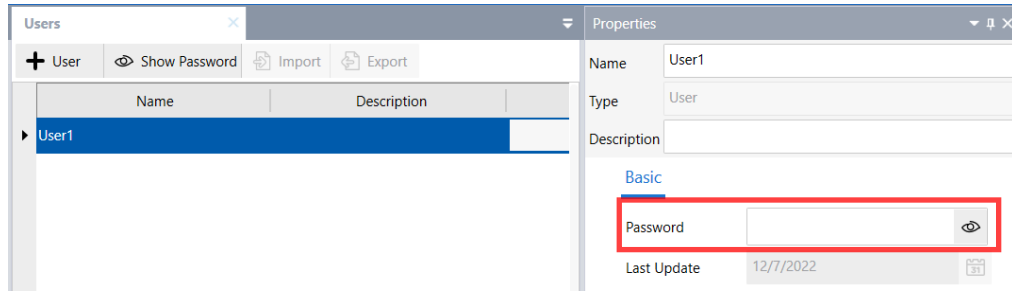 Users
+ User Show Password Import Export
Name Description
User1
Properties
Name User1
Type User
Description
Basic
Password
Last Update 12/7/2022 31